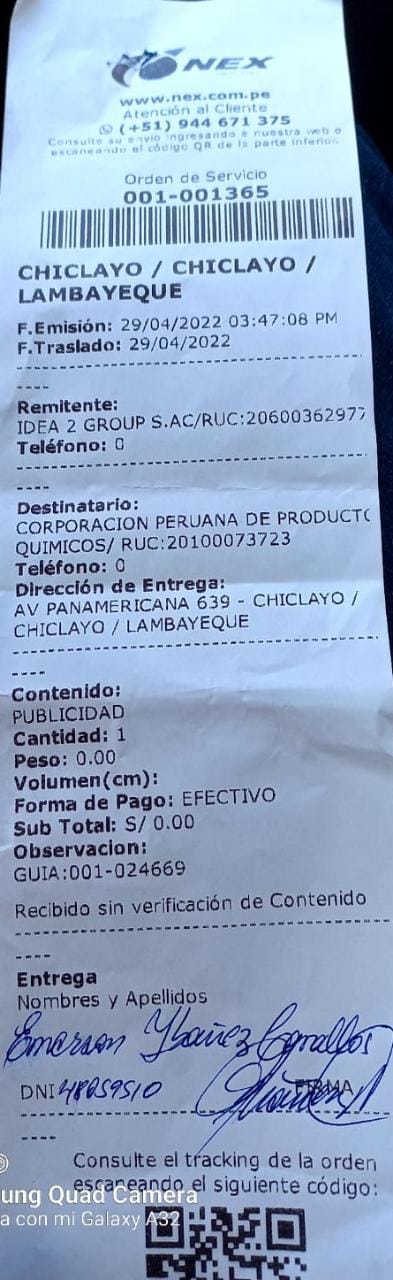 NEX
www.nex.com.pe
Atención al Cliente
(+51) 944 671 375
Consulte su envío ingresando a nuestra web o
escaneando el código QR de la parte inferior.
Orden de Servicio
001-001365
CHICLAYO / CHICLAYO /
LAMBAYEQUE
F.Emisión: 29/04/2022 03:47:08 PM
F.Traslado: 29/04/2022
----
Remitente:
IDEA 2 GROUP S.AC/RUC:20600362977
Teléfono: 0
----
Destinatario:
CORPORACION PERUANA DE PRODUCTO
QUIMICOS/ RUC:20100073723
Teléfono: 0
Dirección de Entrega:
AV PANAMERICANA 639 - CHICLAYO /
CHICLAYO / LAMBAYEQUE
----
Contenido:
PUBLICIDAD
Cantidad: 1
Peso: 0.00
Volumen(cm):
Forma de Pago: EFECTIVO
Sub Total: S/ 0.00
Observacion:
GUIA:001-024669
Recibido sin verificación de Contenido
----
Entrega
Nombres y Apellidos
Emerson Ybañez
DNI 48059510 FIRMA
----
Consulte el tracking de la orden
escaneando el siguiente código:
ung Quad Camera
a con mi Galaxy A32